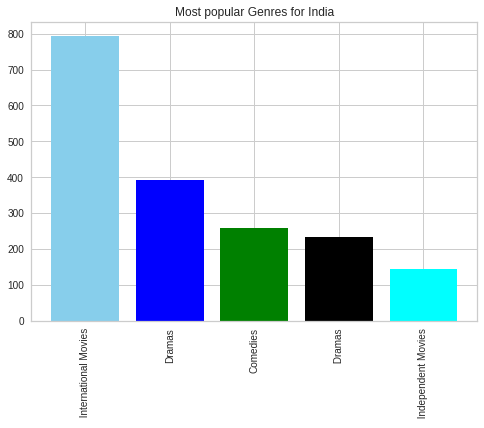 Most popular Genres for India
800
700
600
500
400
300
200
100
0
International Movies
Dramas
Comedies
Dramas
Independent Movies